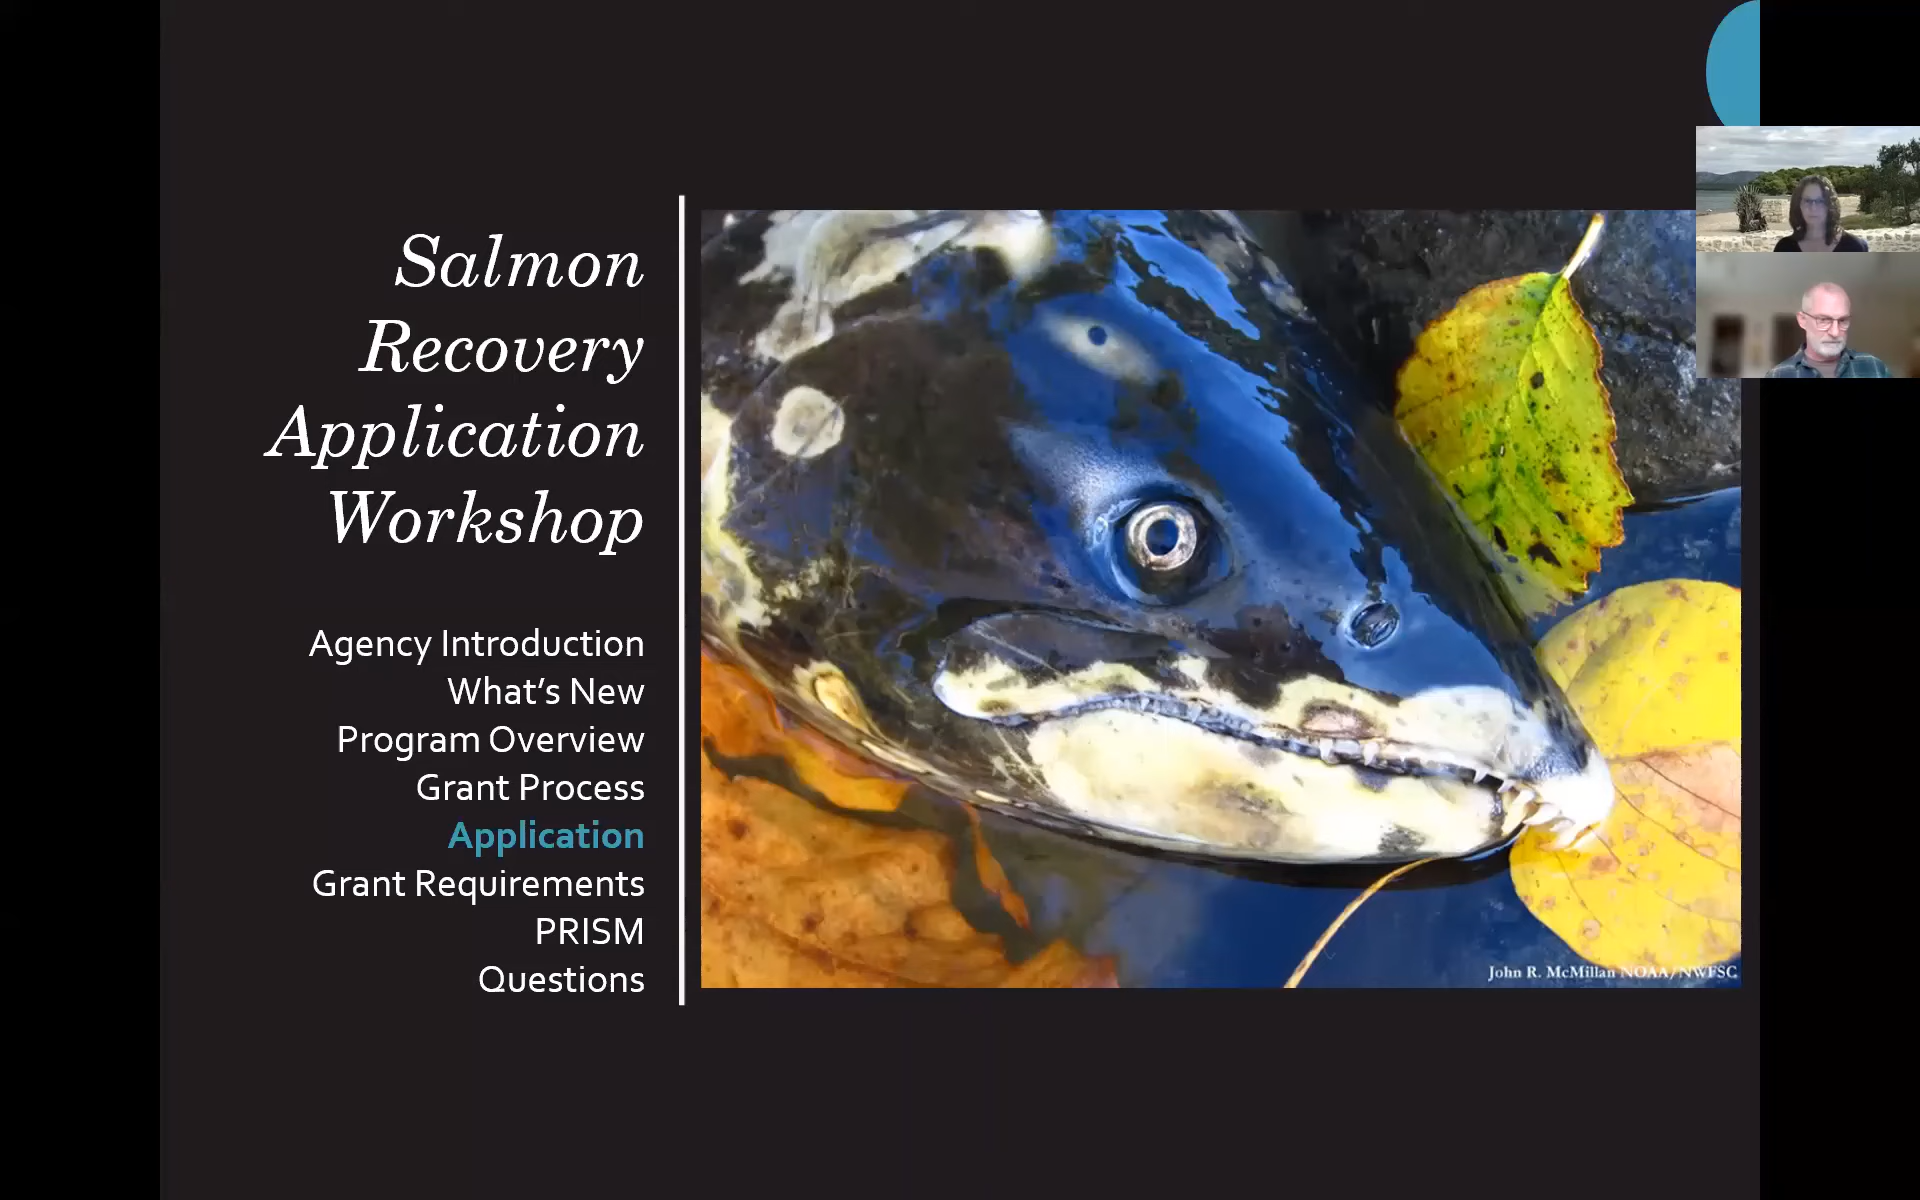 Salmon
Recovery
Application
Workshop
Agency Introduction
What's New
Program Overview
Grant Process
Application
Grant Requirements
PRISM
Questions
John R. McMillan NOAA/NWFSC